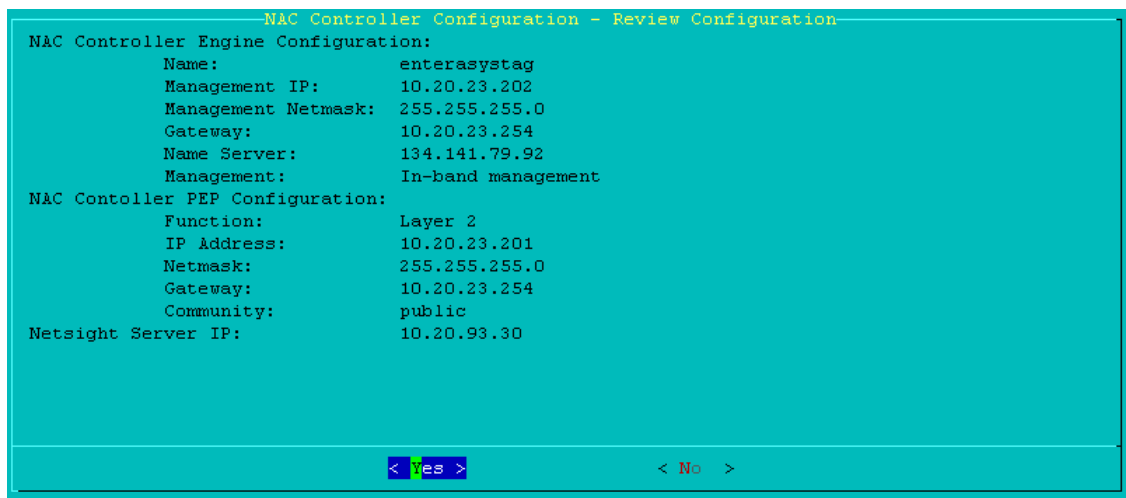 NAC Controller Configuration - Review Configuration
NAC Controller Engine Configuration:
Name: enterasystag
Management IP: 10.20.23.202
Management Netmask: 255.255.255.0
Gateway: 10.20.23.254
Name Server: 134.141.79.92
Management: In-band management
NAC Contoller PEP Configuration:
Function: Layer 2
IP Address: 10.20.23.201
Netmask: 255.255.255.0
Gateway: 10.20.23.254
Community: public
Netsight Server IP: 10.20.93.30
< Yes > < No >